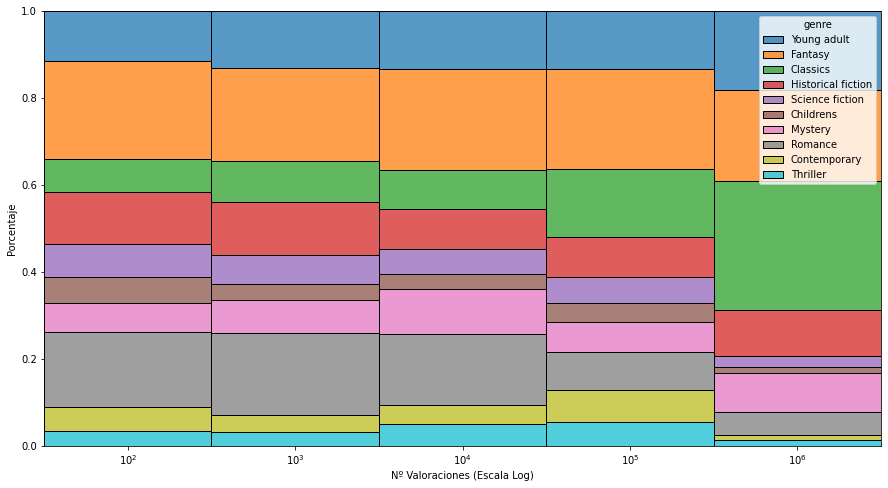 1.0
0.8
0.6
0.4
0.2
0.0
Porcentaje
10²
10³
10⁴
10⁵
10⁶
Nº Valoraciones (Escala Log)
genre
Young adult
Fantasy
Classics
Historical fiction
Science fiction
Childrens
Mystery
Romance
Contemporary
Thriller